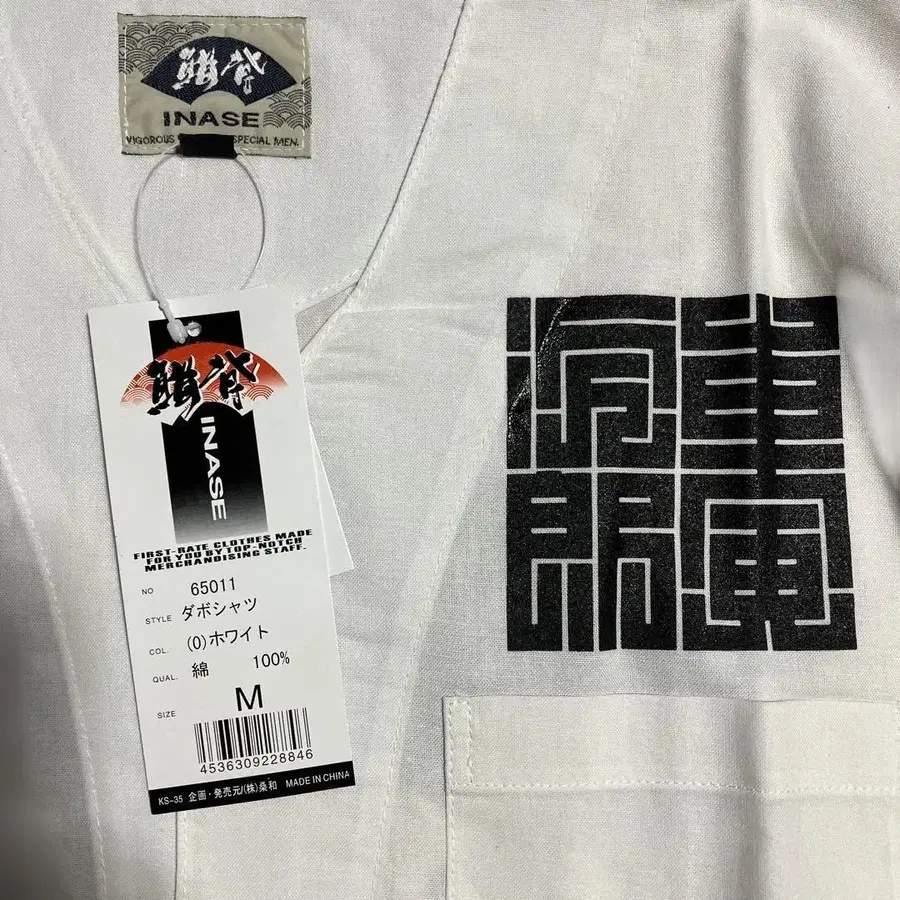 鯔背
INASE
VIGOROUS SPECIAL MEN.
鯔背
INASE
FIRST-RATE CLOTHES MADE
FOR YOU BY TOP-NOTCH
MERCHANDISING STAFF.
NO 65011
STYLE ダボシャツ
COL. (0)ホワイト
QUAL. 綿 100%
SIZE M
4536309228846
KS-35 企画・発売元/(株)桑和 MADE IN CHINA